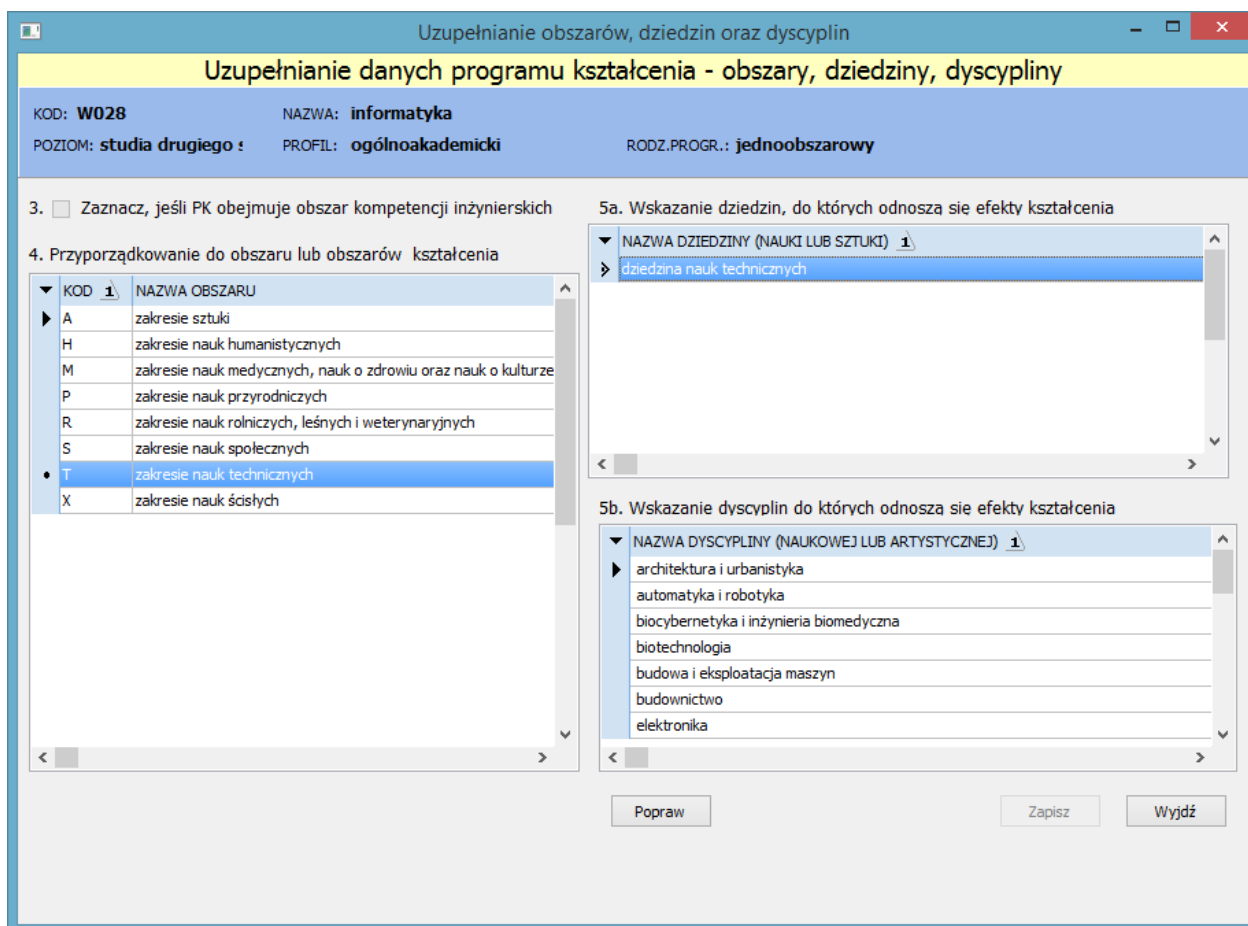 Uzupełnianie obszarów, dziedzin oraz dyscyplin
Uzupełnianie danych programu kształcenia - obszary, dziedziny, dyscypliny
KOD: W028 NAZWA: informatyka
POZIOM: studia drugiego s PROFIL: ogólnoakademicki RODZ.PROGR.: jednoobszarowy
3. Zaznacz, jeśli PK obejmuje obszar kompetencji inżynierskich
4. Przyporządkowanie do obszaru lub obszarów kształcenia
KOD 1 NAZWA OBSZARU
A zakresie sztuki
H zakresie nauk humanistycznych
M zakresie nauk medycznych, nauk o zdrowiu oraz nauk o kulturze
P zakresie nauk przyrodniczych
R zakresie nauk rolniczych, leśnych i weterynaryjnych
S zakresie nauk społecznych
T zakresie nauk technicznych
X zakresie nauk ścisłych
5a. Wskazanie dziedzin, do których odnoszą się efekty kształcenia
NAZWA DZIEDZINY (NAUKI LUB SZTUKI) 1
dziedzina nauk technicznych
5b. Wskazanie dyscyplin do których odnoszą się efekty kształcenia
NAZWA DYSCYPLINY (NAUKOWEJ LUB ARTYSTYCZNEJ) 1
architektura i urbanistyka
automatyka i robotyka
biocybernetyka i inżynieria biomedyczna
biotechnologia
budowa i eksploatacja maszyn
budownictwo
elektronika
Popraw Zapisz Wyjdź